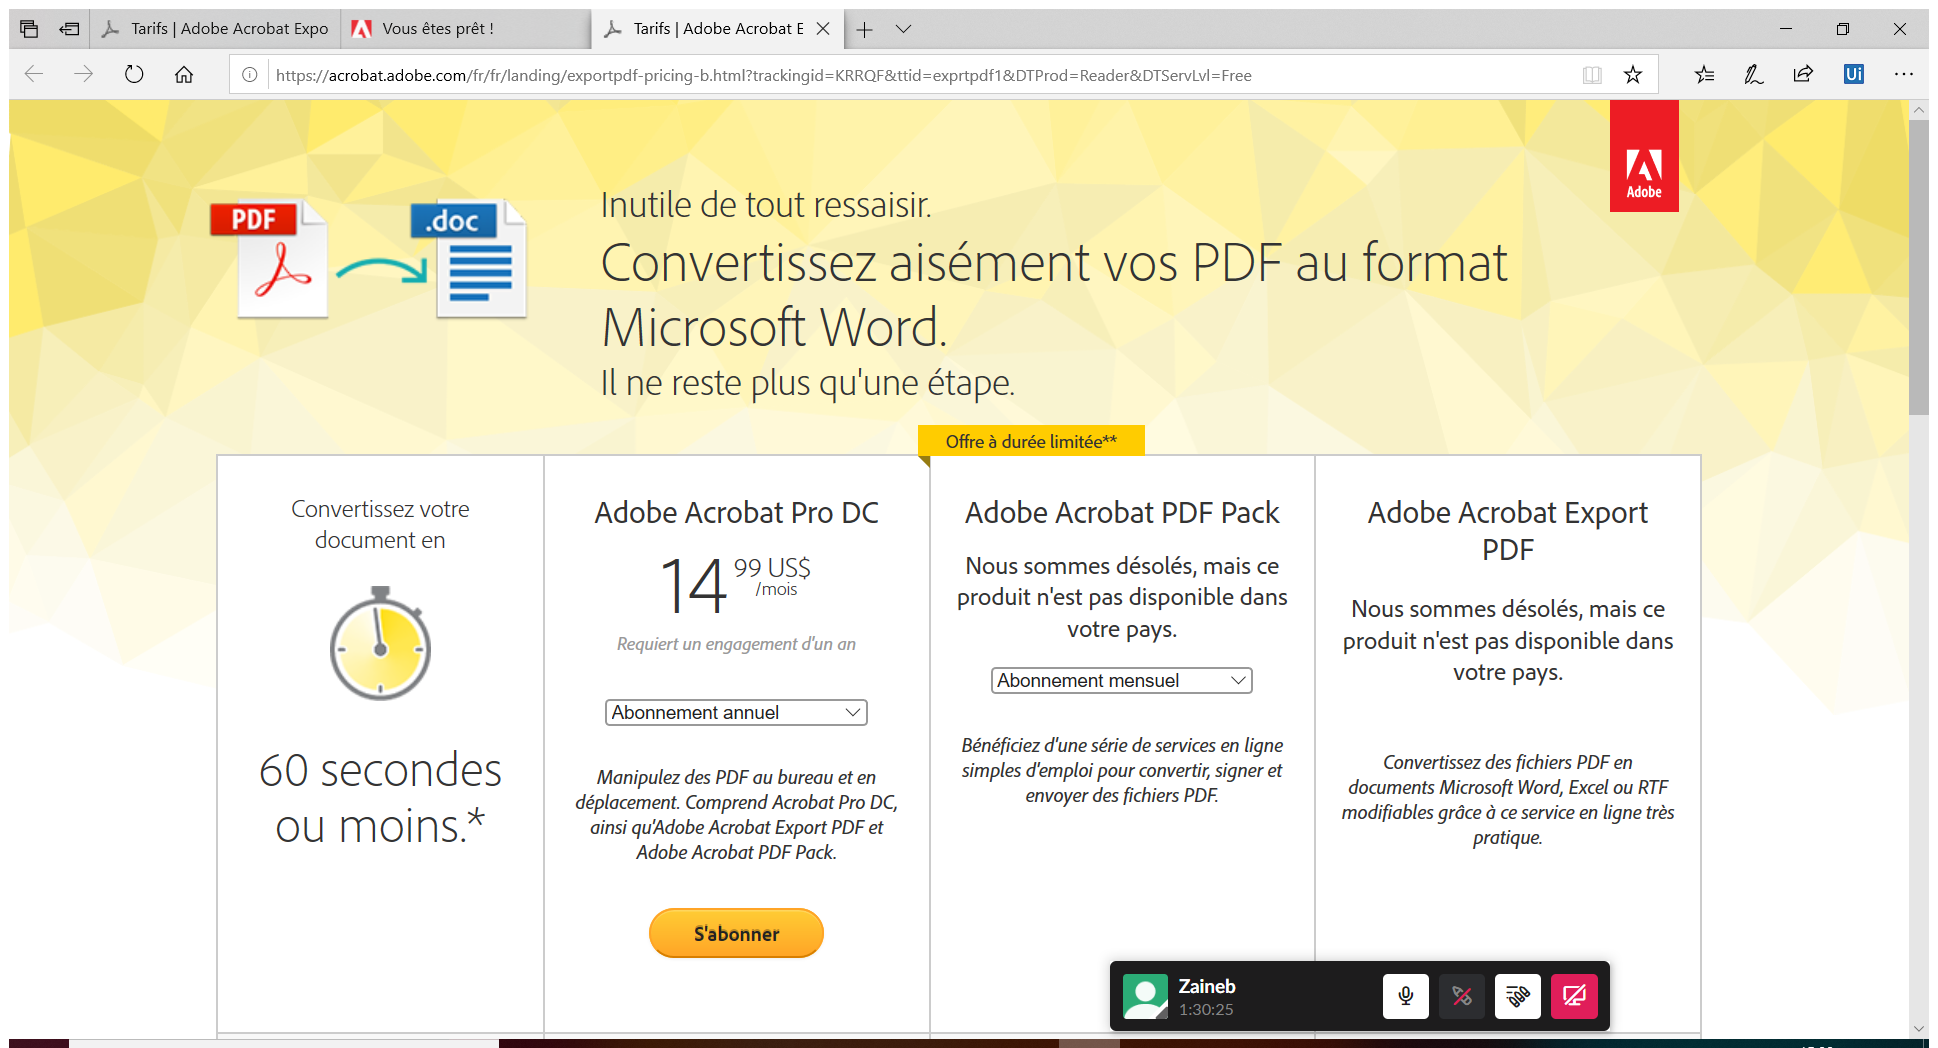 Tarifs | Adobe Acrobat Expo
Vous êtes prêt !
Tarifs | Adobe Acrobat E
https://acrobat.adobe.com/fr/fr/landing/exportpdf-pricing-b.html?trackingid=KRRQF&ttid=exprtpdf1&DTProd=Reader&DTServLvl=Free
Ui
Adobe
PDF
.doc
Inutile de tout ressaisir.
Convertissez aisément vos PDF au format
Microsoft Word.
Il ne reste plus qu'une étape.
Offre à durée limitée**
Convertissez votre
document en
60 secondes
ou moins.*
Adobe Acrobat Pro DC
14 99 US$
/mois
Requiert un engagement d'un an
Abonnement annuel
Manipulez des PDF au bureau et en
déplacement. Comprend Acrobat Pro DC,
ainsi qu'Adobe Acrobat Export PDF et
Adobe Acrobat PDF Pack.
S'abonner
Adobe Acrobat PDF Pack
Nous sommes désolés, mais ce
produit n'est pas disponible dans
votre pays.
Abonnement mensuel
Bénéficiez d'une série de services en ligne
simples d'emploi pour convertir, signer et
envoyer des fichiers PDF.
Adobe Acrobat Export
PDF
Nous sommes désolés, mais ce
produit n'est pas disponible dans
votre pays.
Convertissez des fichiers PDF en
documents Microsoft Word, Excel ou RTF
modifiables grâce à ce service en ligne très
pratique.
Zaineb
1:30:25